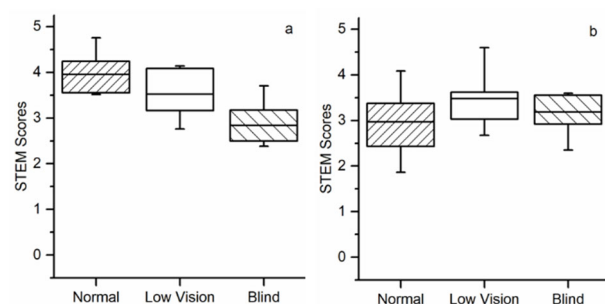 a
5
4
3
2
1
0
STEM Scores
Normal
Low Vision
Blind
b
5
4
3
2
1
0
STEM Scores
Normal
Low Vision
Blind